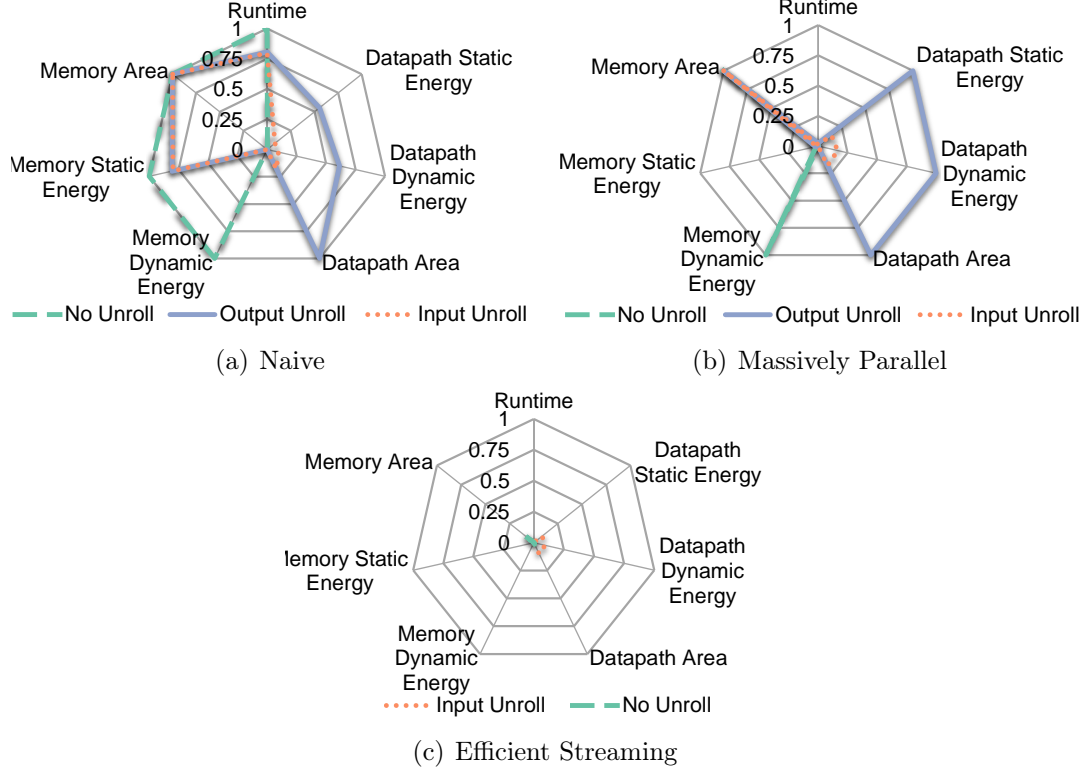 Runtime
1
0.75
0.5
0.25
0
Datapath Static
Energy
Datapath
Dynamic
Energy
Datapath Area
Memory
Dynamic
Energy
Memory Static
Energy
Memory Area
No Unroll
Output Unroll
Input Unroll
(a) Naive
Runtime
1
0.75
0.5
0.25
0
Datapath Static
Energy
Datapath
Dynamic
Energy
Datapath Area
Memory
Dynamic
Energy
Memory Static
Energy
Memory Area
No Unroll
Output Unroll
Input Unroll
(b) Massively Parallel
Runtime
1
0.75
0.5
0.25
0
Datapath
Static Energy
Datapath
Dynamic
Energy
Datapath Area
Memory
Dynamic
Energy
Memory Static
Energy
Memory Area
Input Unroll
No Unroll
(c) Efficient Streaming